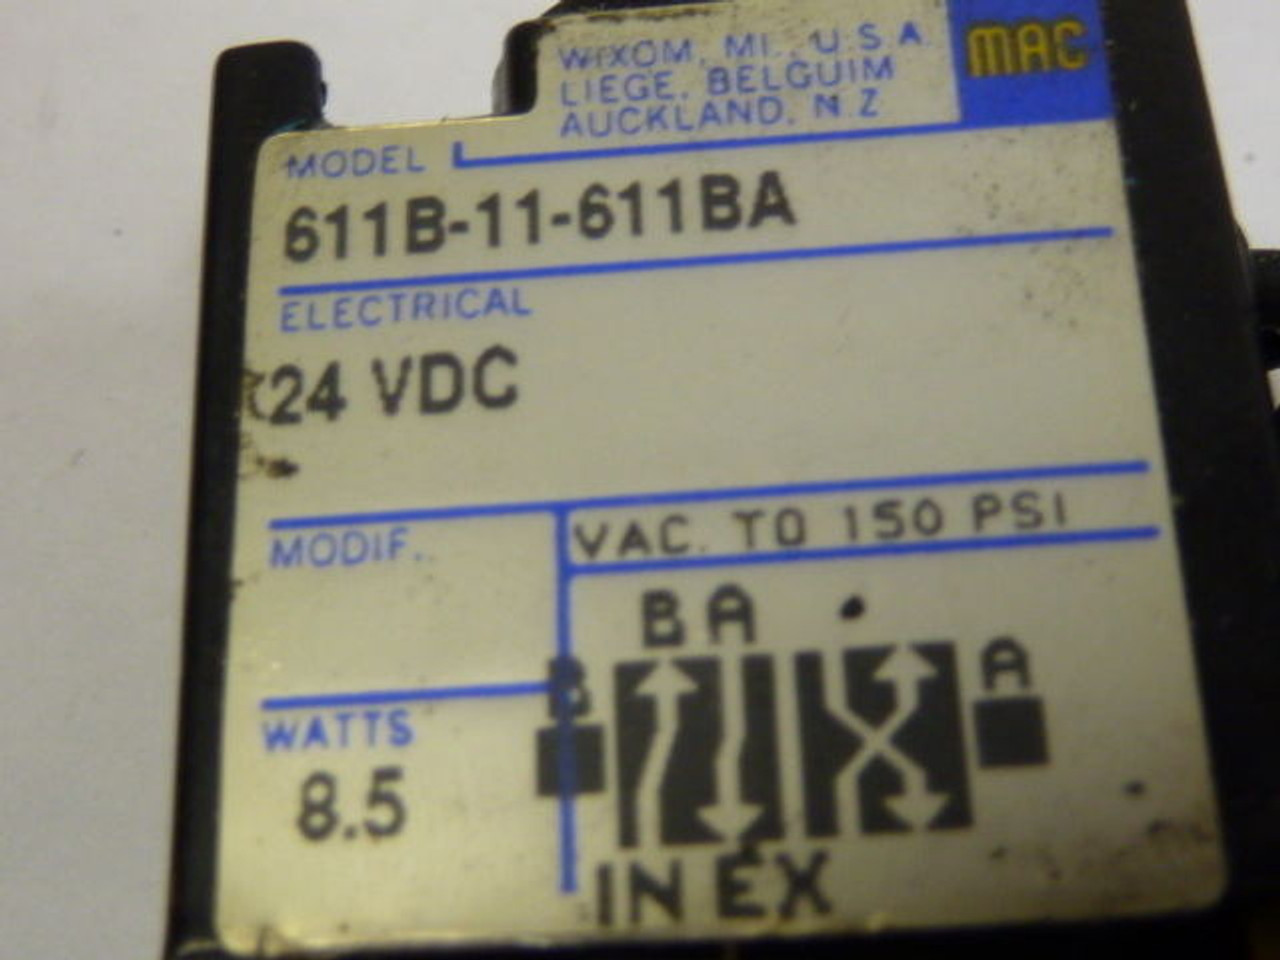 WIXOM, MI., U.S.A.
LIEGE, BELGUIM
AUCKLAND, N.Z
MAC
MODEL
611B-11-611BA
ELECTRICAL
24 VDC
MODIF.
VAC. TO 150 PSI
B A
B
A
WATTS
8.5
IN EX